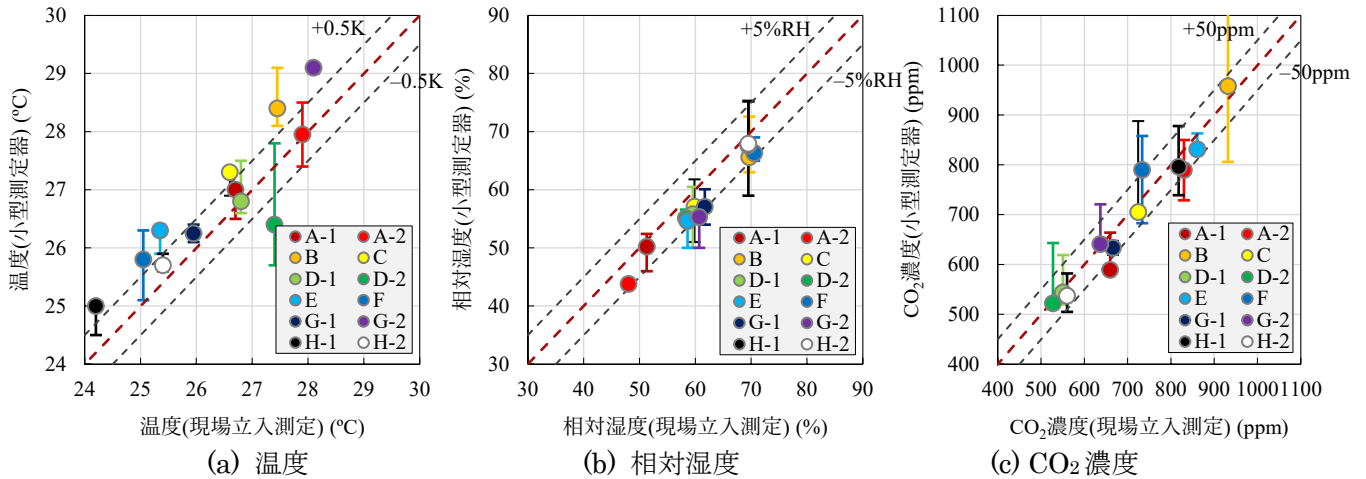 温度(小型測定器) (ºC)
30
29
28
27
26
25
24
+0.5K
–0.5K
A-1 A-2
B C
D-1 D-2
E F
G-1 G-2
H-1 H-2
24 25 26 27 28 29 30
温度(現場立入測定) (ºC)
(a) 温度
相対湿度(小型測定器) (%)
90
80
70
60
50
40
30
+5%RH
–5%RH
A-1 A-2
B C
D-1 D-2
E F
G-1 G-2
H-1 H-2
30 40 50 60 70 80 90
相対湿度(現場立入測定) (%)
(b) 相対湿度
CO₂濃度(小型測定器) (ppm)
1100
1000
900
800
700
600
500
400
+50ppm
–50ppm
A-1 A-2
B C
D-1 D-2
E F
G-1 G-2
H-1 H-2
400 500 600 700 800 900 1000 1100
CO₂濃度(現場立入測定) (ppm)
(c) CO₂ 濃度